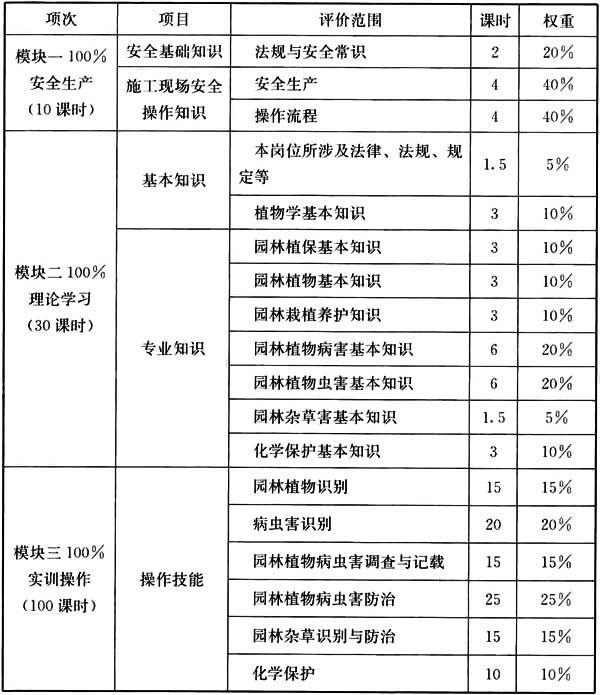 项次 项目 评价范围 课时 权重
模块一 100%
安全生产
（10 课时）
安全基础知识 法规与安全常识 2 20%
施工现场安全
操作知识
安全生产 4 40%
操作流程 4 40%
模块二 100%
理论学习
（30 课时）
基本知识
本岗位所涉及法律、法规、规
定等
1.5 5%
植物学基本知识 3 10%
专业知识
园林植保基本知识 3 10%
园林植物基本知识 3 10%
园林栽植养护知识 3 10%
园林植物病害基本知识 6 20%
园林植物虫害基本知识 6 20%
园林杂草害基本知识 1.5 5%
化学保护基本知识 3 10%
模块三 100%
实训操作
（100 课时）
操作技能
园林植物识别 15 15%
病虫害识别 20 20%
园林植物病虫害调查与记载 15 15%
园林植物病虫害防治 25 25%
园林杂草识别与防治 15 15%
化学保护 10 10%